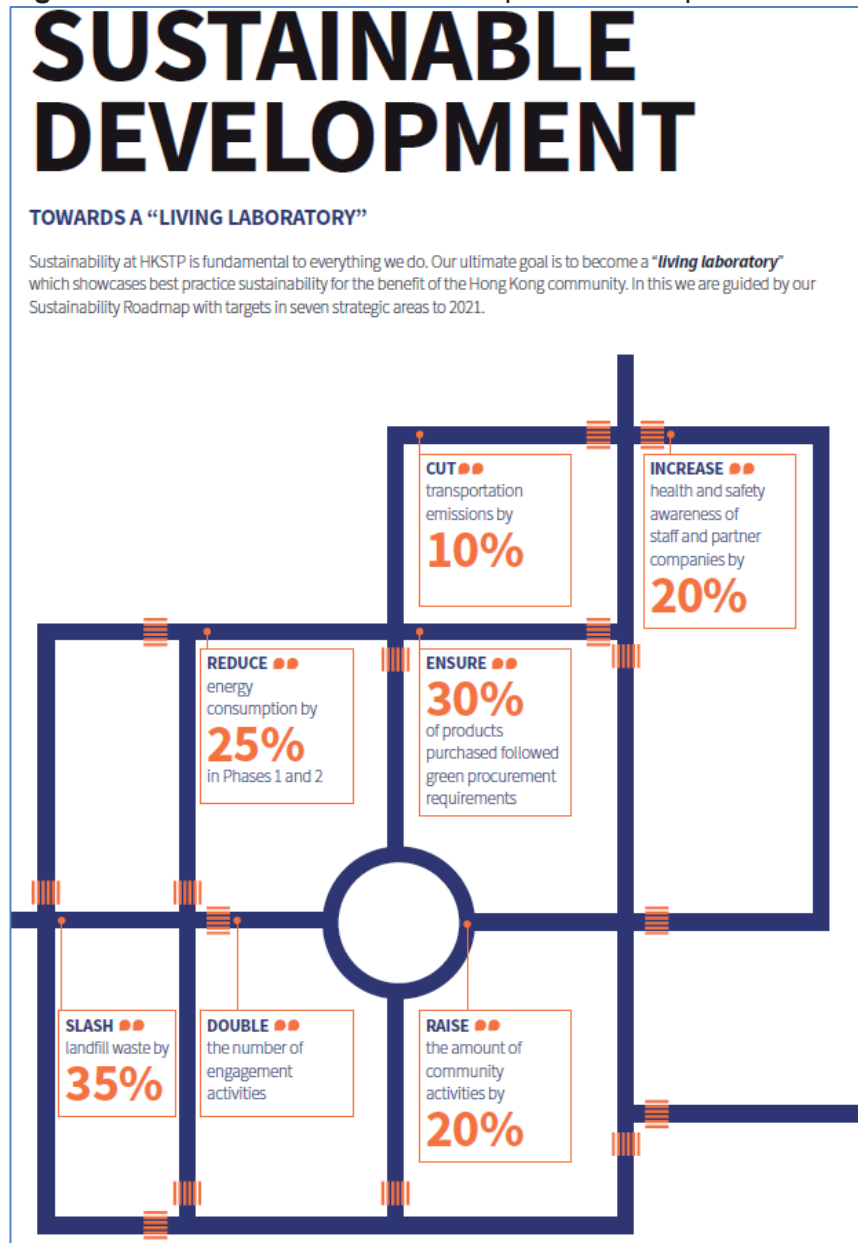 SUSTAINABLE
DEVELOPMENT
TOWARDS A “LIVING LABORATORY”
Sustainability at HKSTP is fundamental to everything we do. Our ultimate goal is to become a “living laboratory”
which showcases best practice sustainability for the benefit of the Hong Kong community. In this we are guided by our
Sustainability Roadmap with targets in seven strategic areas to 2021.
CUT
transportation
emissions by
10%
INCREASE
health and safety
awareness of
staff and partner
companies by
20%
REDUCE
energy
consumption by
25%
in Phases 1 and 2
ENSURE
30%
of products
purchased followed
green procurement
requirements
SLASH
landfill waste by
35%
DOUBLE
the number of
engagement
activities
RAISE
the amount of
community
activities by
20%